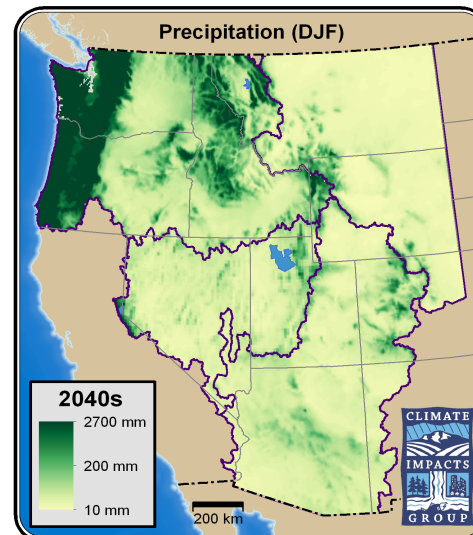 Precipitation (DJF)
2040s
2700 mm
200 mm
10 mm
200 km
CLIMATE
IMPACTS
GROUP